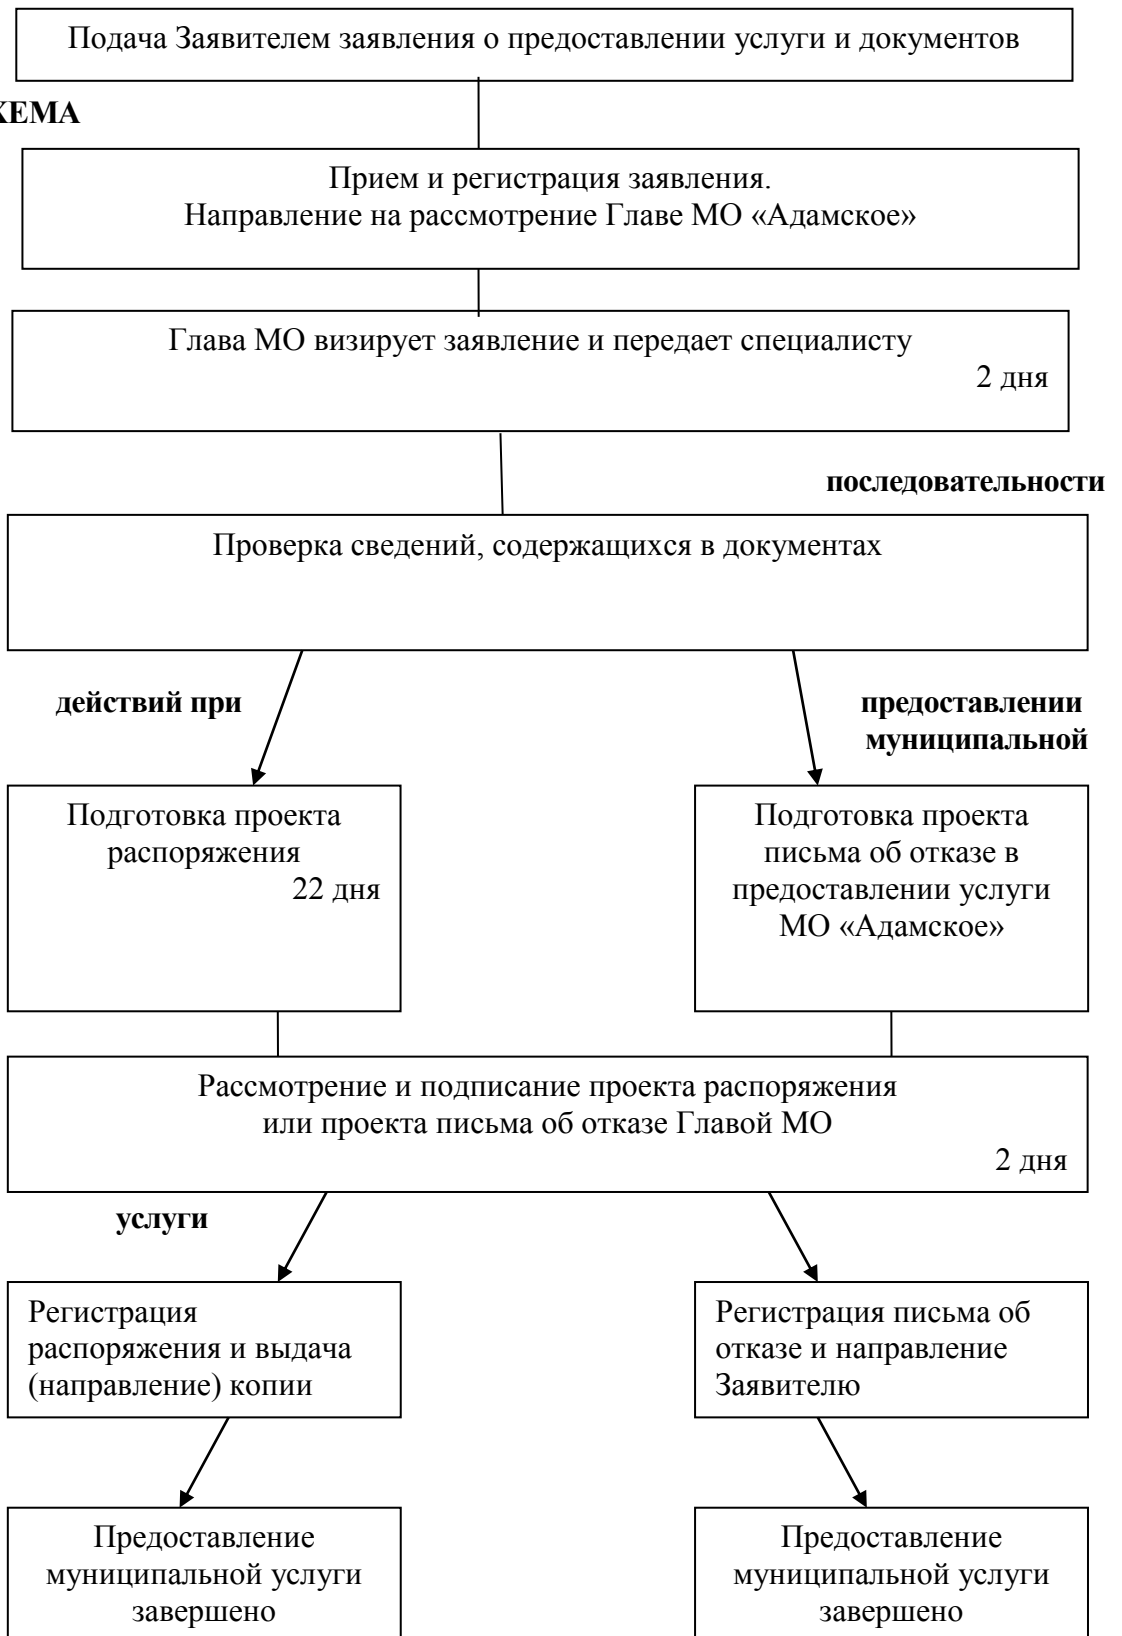 Подача Заявителем заявления о предоставлении услуги и документов
ХЕМА
Прием и регистрация заявления.
Направление на рассмотрение Главе МО «Адамское»
Глава МО визирует заявление и передает специалисту
2 дня
последовательности
Проверка сведений, содержащихся в документах
действий при
предоставлении
муниципальной
Подготовка проекта
распоряжения
22 дня
Подготовка проекта
письма об отказе в
предоставлении услуги
МО «Адамское»
Рассмотрение и подписание проекта распоряжения
или проекта письма об отказе Главой МО
2 дня
услуги
Регистрация
распоряжения и выдача
(направление) копии
Регистрация письма об
отказе и направление
Заявителю
Предоставление
муниципальной услуги
завершено
Предоставление
муниципальной услуги
завершено